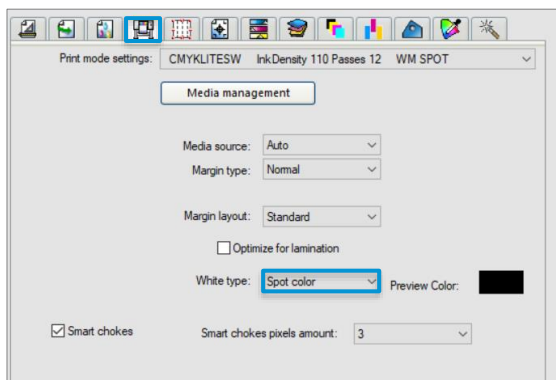 Print mode settings: CMYKLITESW InkDensity 110 Passes 12 WM SPOT
Media management
Media source: Auto
Margin type: Normal
Margin layout: Standard
Optimize for lamination
White type: Spot color Preview Color:
Smart chokes Smart chokes pixels amount: 3